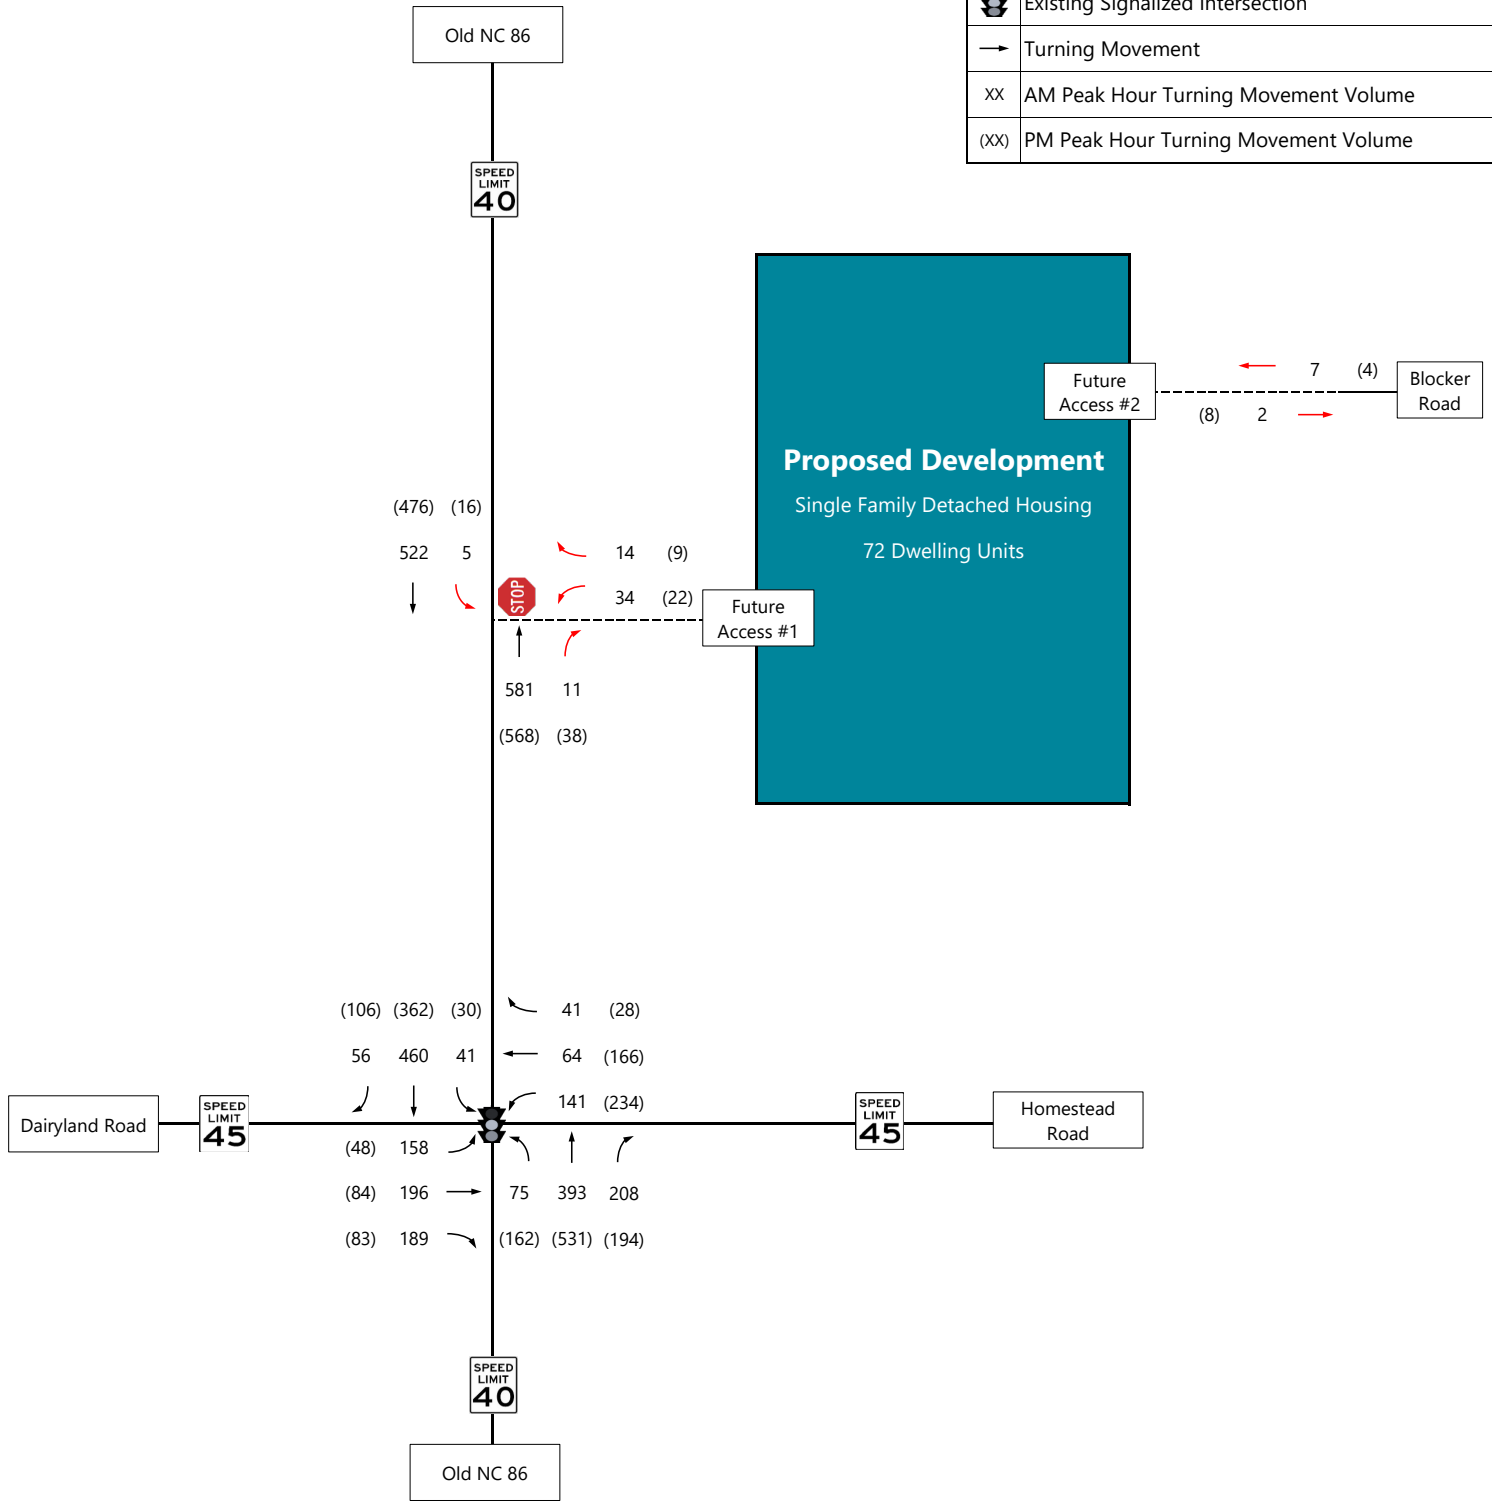 Old NC 86
Existing Signalized Intersection
Turning Movement
XX AM Peak Hour Turning Movement Volume
(XX) PM Peak Hour Turning Movement Volume
SPEED
LIMIT
40
7 (4)
Blocker
Road
(8) 2
Future
Access #2
Proposed Development
Single Family Detached Housing
72 Dwelling Units
(476) (16)
522 5
14 (9)
34 (22)
STOP
Future
Access #1
581 11
(568) (38)
(106) (362) (30)
56 460 41
41 (28)
64 (166)
141 (234)
Dairyland Road
SPEED
LIMIT
45
SPEED
LIMIT
45
Homestead
Road
(48) 158
(84) 196
(83) 189
75 393 208
(162) (531) (194)
SPEED
LIMIT
40
Old NC 86